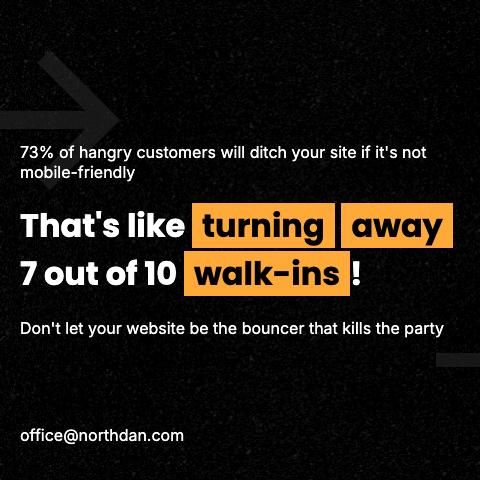 73% of hangry customers will ditch your site if it's not
mobile-friendly
That's like turning away
7 out of 10 walk-ins!
Don't let your website be the bouncer that kills the party
office@northdan.com